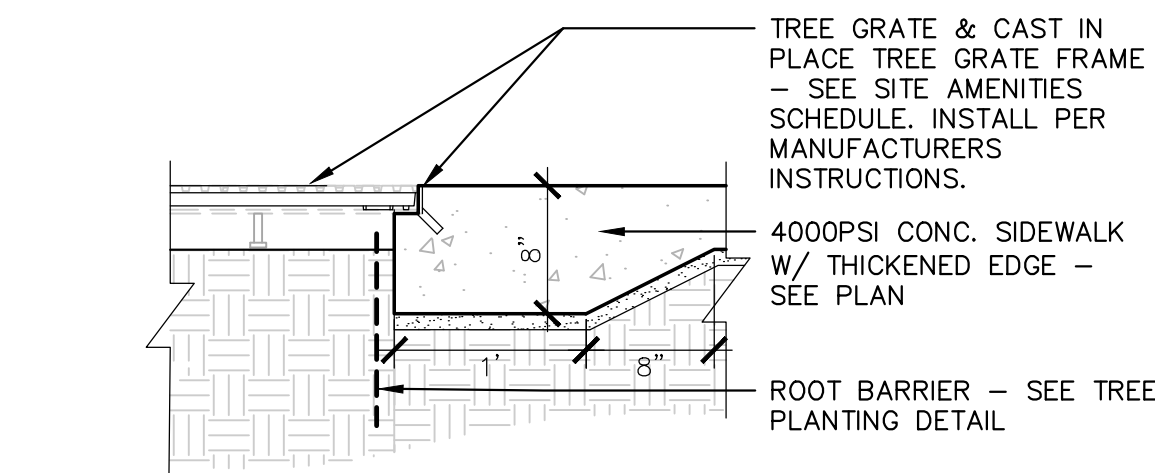 TREE GRATE & CAST IN
PLACE TREE GRATE FRAME
– SEE SITE AMENITIES
SCHEDULE. INSTALL PER
MANUFACTURERS
INSTRUCTIONS.
4000PSI CONC. SIDEWALK
W/ THICKENED EDGE –
SEE PLAN
8"
1'
8"
ROOT BARRIER – SEE TREE
PLANTING DETAIL